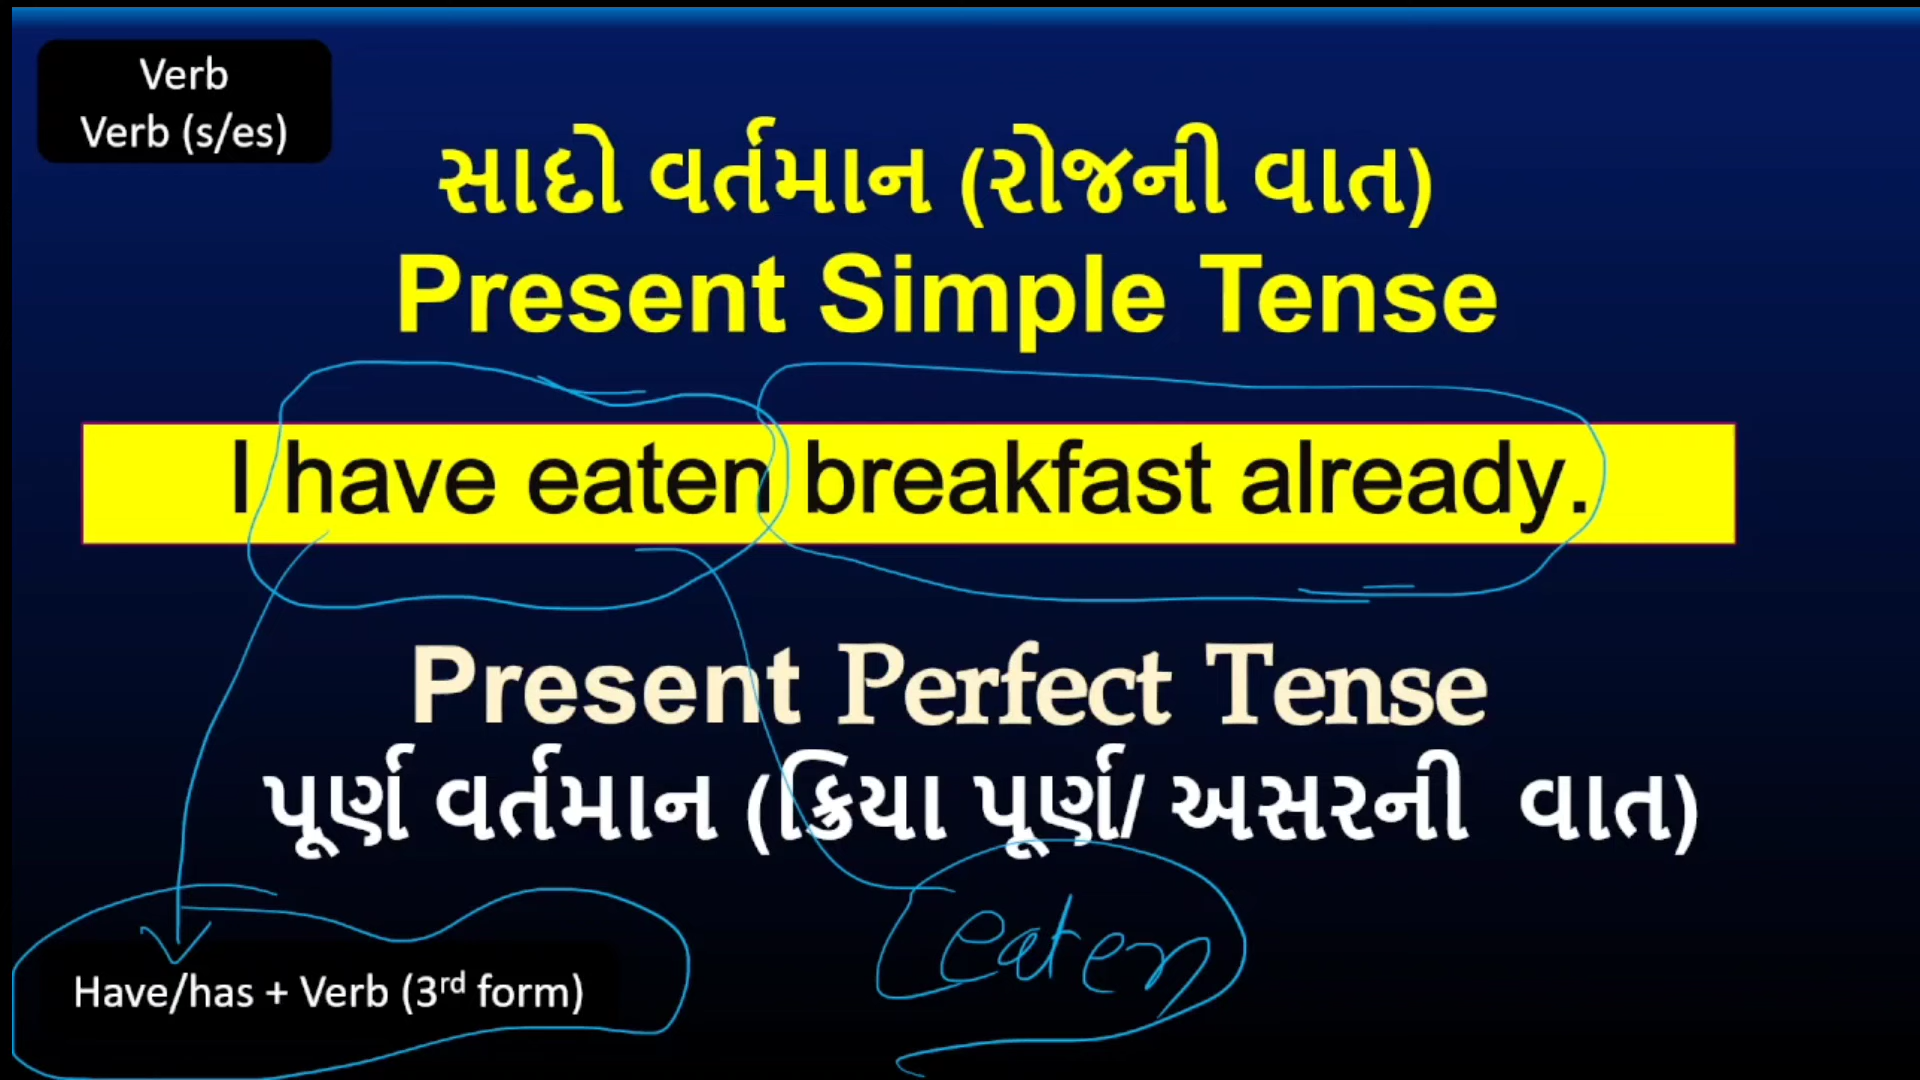 Verb
Verb (s/es)
સાદો વર્તમાન (રોજની વાત)
Present Simple Tense
I have eaten breakfast already.
Present Perfect Tense
પૂર્ણ વર્તમાન (ક્રિયા પૂર્ણ/ અસરની વાત)
eaten
Have/has + Verb (3rd form)